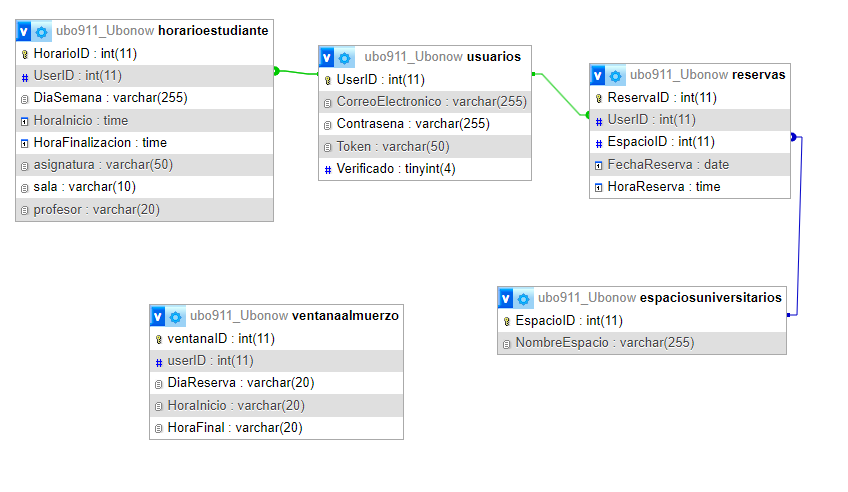 ubo911_Ubonow horarioestudiante
HorarioID : int(11)
UserID : int(11)
DiaSemana : varchar(255)
HoraInicio : time
HoraFinalizacion : time
asignatura : varchar(50)
sala : varchar(10)
profesor : varchar(20)
ubo911_Ubonow usuarios
UserID : int(11)
CorreoElectronico : varchar(255)
Contrasena : varchar(255)
Token : varchar(50)
Verificado : tinyint(4)
ubo911_Ubonow reservas
ReservaID : int(11)
UserID : int(11)
EspacioID : int(11)
FechaReserva : date
HoraReserva : time
ubo911_Ubonow ventanaalmuerzo
ventanaID : int(11)
userID : int(11)
DiaReserva : varchar(20)
HoraInicio : varchar(20)
HoraFinal : varchar(20)
ubo911_Ubonow espaciosuniversitarios
EspacioID : int(11)
NombreEspacio : varchar(255)